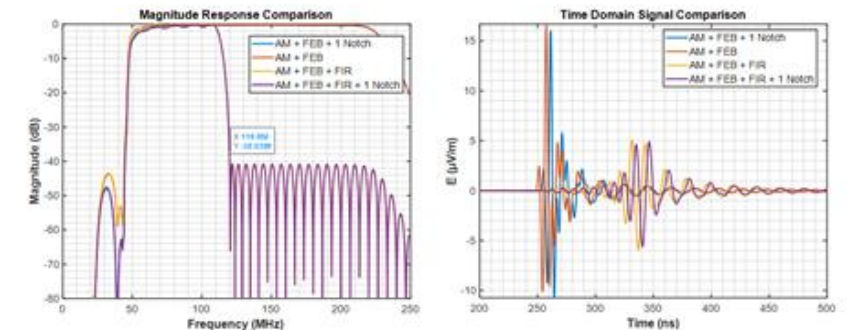 Magnitude Response Comparison
0
-10
-20
-30
-40
-50
-60
-70
-80
Magnitude (dB)
AM + FEB + 1 Notch
AM + FEB
AM + FEB + FIR
AM + FEB + FIR + 1 Notch
0 50 100 150 200 250
Frequency (MHz)
Time Domain Signal Comparison
15
10
5
0
-5
-10
E (μV/m)
AM + FEB + 1 Notch
AM + FEB
AM + FEB + FIR
AM + FEB + FIR + 1 Notch
200 250 300 350 400 450 500
Time (ns)